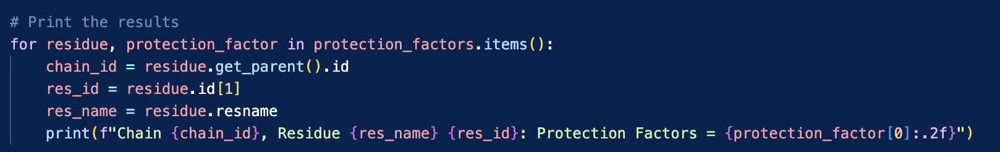 # Print the results
for residue, protection_factor in protection_factors.items():
    chain_id = residue.get_parent().id
    res_id = residue.id[1]
    res_name = residue.resname
    print(f"Chain {chain_id}, Residue {res_name} {res_id}: Protection Factors = {protection_factor[0]:.2f}")